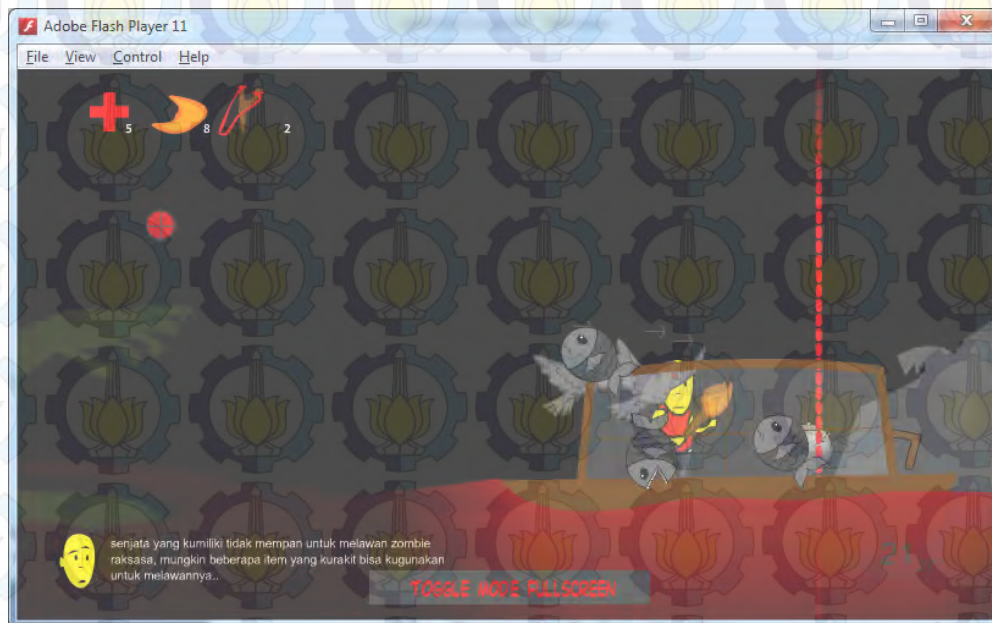 Adobe Flash Player 11
File View Control Help
5 8 2
senjata yang kumiliki tidak mempan untuk melawan zombie
raksasa, mungkin beberapa item yang kurakit bisa kugunakan
untuk melawannya..
TOGGLE MODE FULLSCREEN